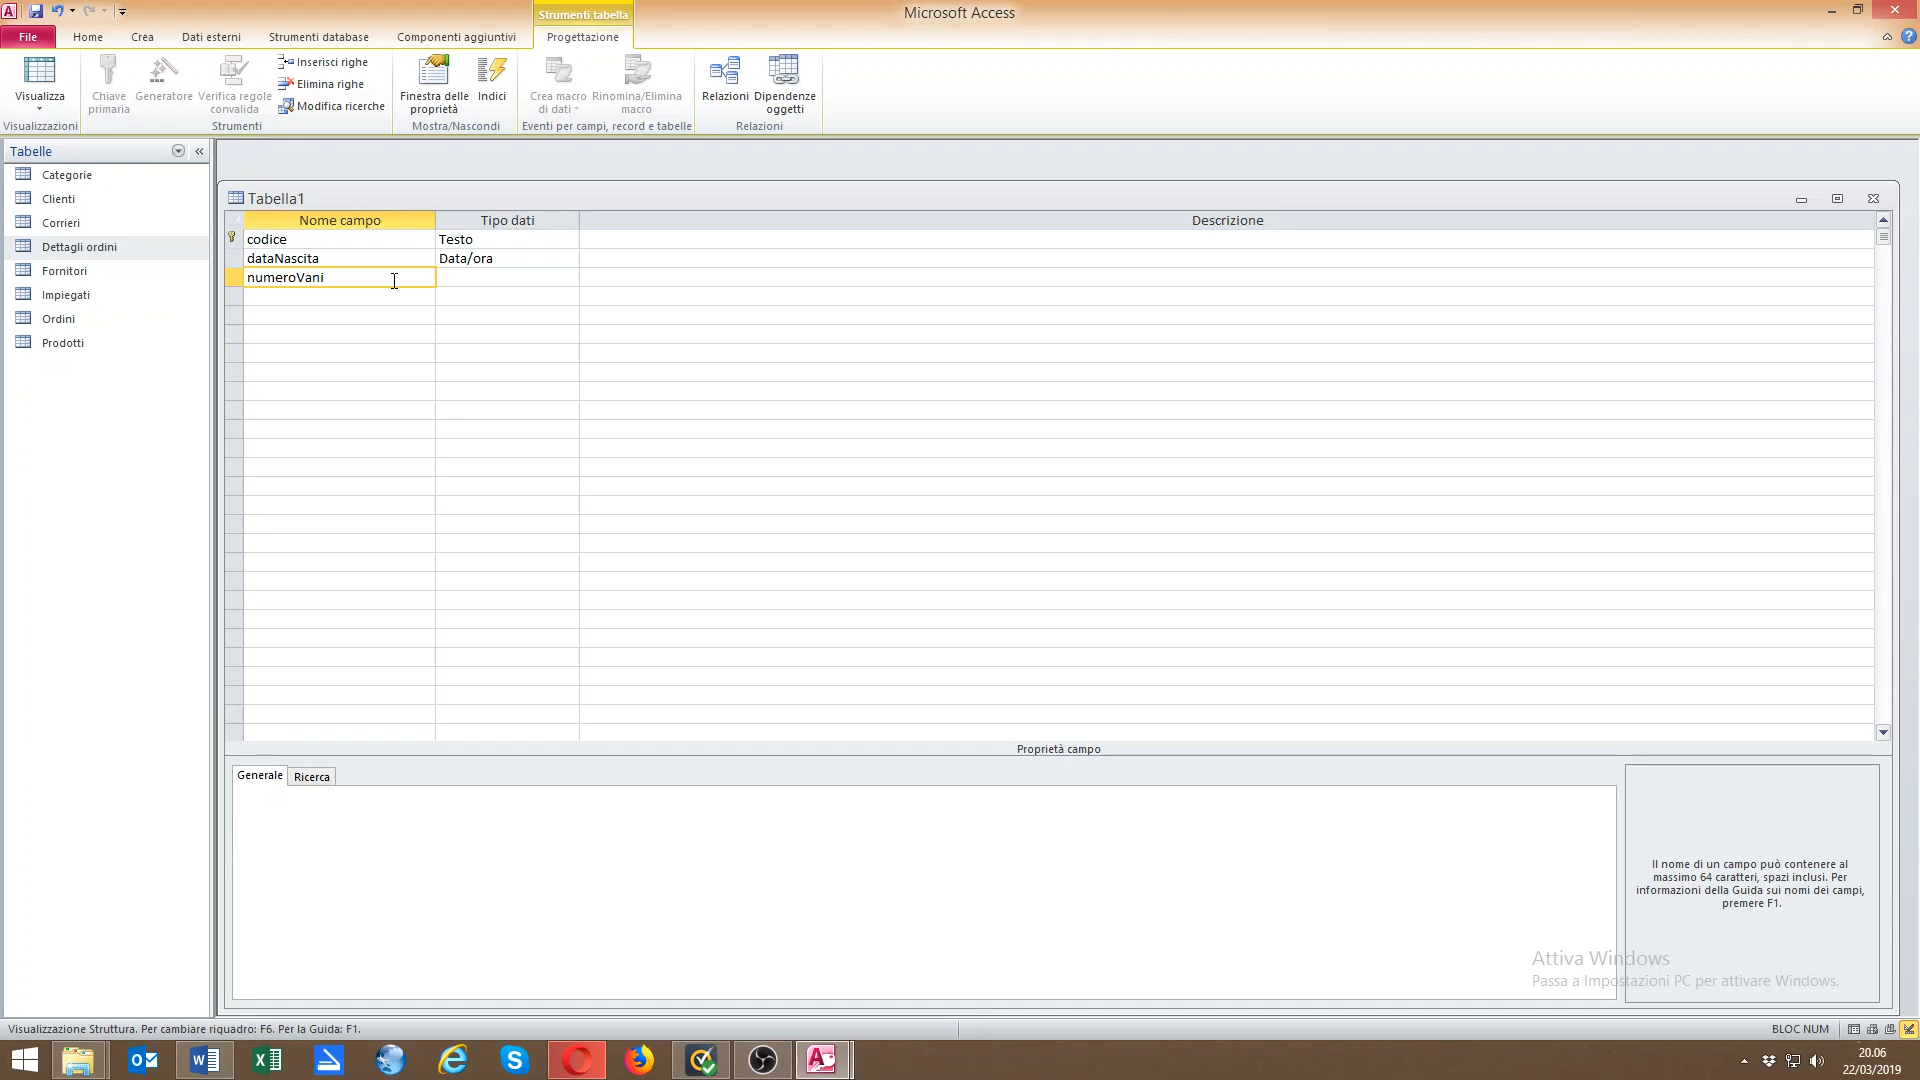 Strumenti tabella
Microsoft Access
File
Home
Crea
Dati esterni
Strumenti database
Componenti aggiuntivi
Progettazione
Visualizza
Chiave primaria
Generatore
Verifica regole convalida
Inserisci righe
Elimina righe
Modifica ricerche
Finestra delle proprietà
Indici
Crea macro di dati
Rinomina/Elimina macro
Relazioni
Dipendenze oggetti
Visualizzazioni
Strumenti
Mostra/Nascondi
Eventi per campi, record e tabelle
Relazioni
Tabelle
Categorie
Clienti
Corrieri
Dettagli ordini
Fornitori
Impiegati
Ordini
Prodotti
Tabella1
Nome campo
Tipo dati
Descrizione
codice
Testo
dataNascita
Data/ora
numeroVani
Proprietà campo
Generale
Ricerca
Il nome di un campo può contenere al
massimo 64 caratteri, spazi inclusi. Per
informazioni della Guida sui nomi dei campi,
premere F1.
Attiva Windows
Passa a Impostazioni PC per attivare Windows.
Visualizzazione Struttura. Per cambiare riquadro: F6. Per la Guida: F1.
BLOC NUM
20.06
22/03/2019